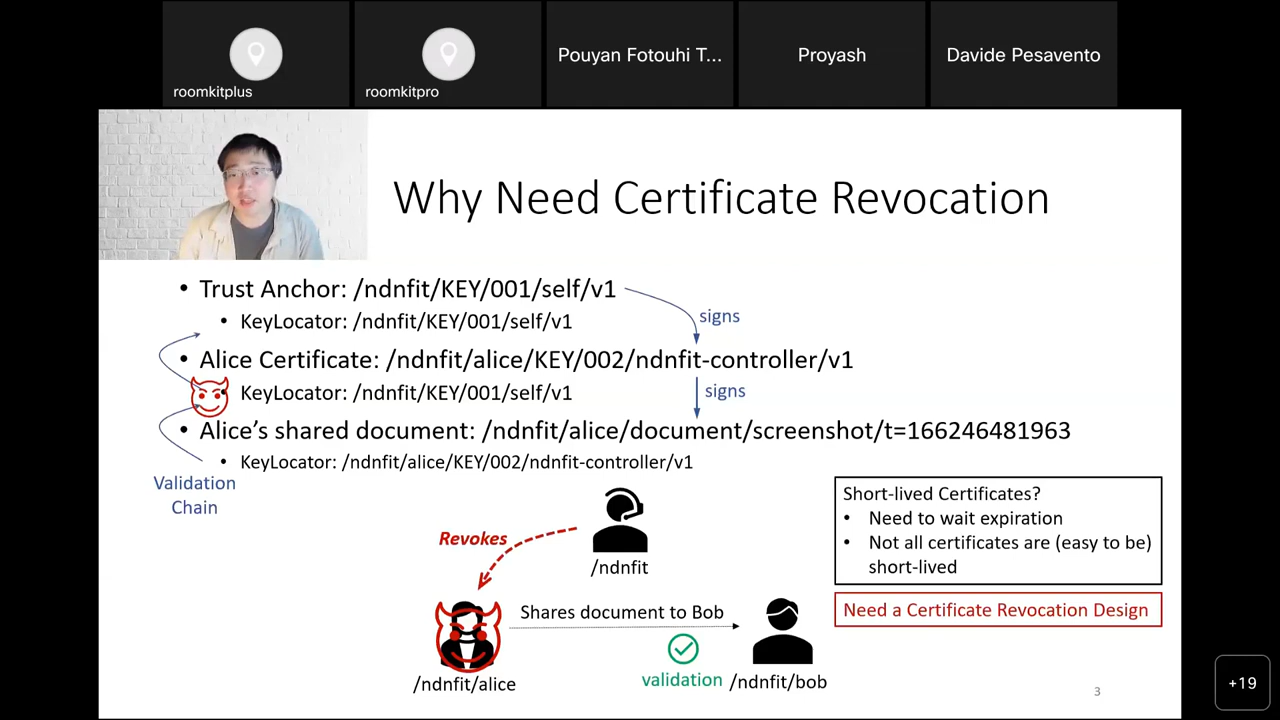 roomkitplus
roomkitpro
Pouyan Fotouhi T...
Proyash
Davide Pesavento
Why Need Certificate Revocation
• Trust Anchor: /ndnfit/KEY/001/self/v1
• KeyLocator: /ndnfit/KEY/001/self/v1
signs
• Alice Certificate: /ndnfit/alice/KEY/002/ndnfit-controller/v1
KeyLocator: /ndnfit/KEY/001/self/v1
signs
• Alice’s shared document: /ndnfit/alice/document/screenshot/t=166246481963
• KeyLocator: /ndnfit/alice/KEY/002/ndnfit-controller/v1
Validation
Chain
Revokes
/ndnfit
Shares document to Bob
validation
/ndnfit/alice
/ndnfit/bob
Short-lived Certificates?
• Need to wait expiration
• Not all certificates are (easy to be)
short-lived
Need a Certificate Revocation Design
3
+19